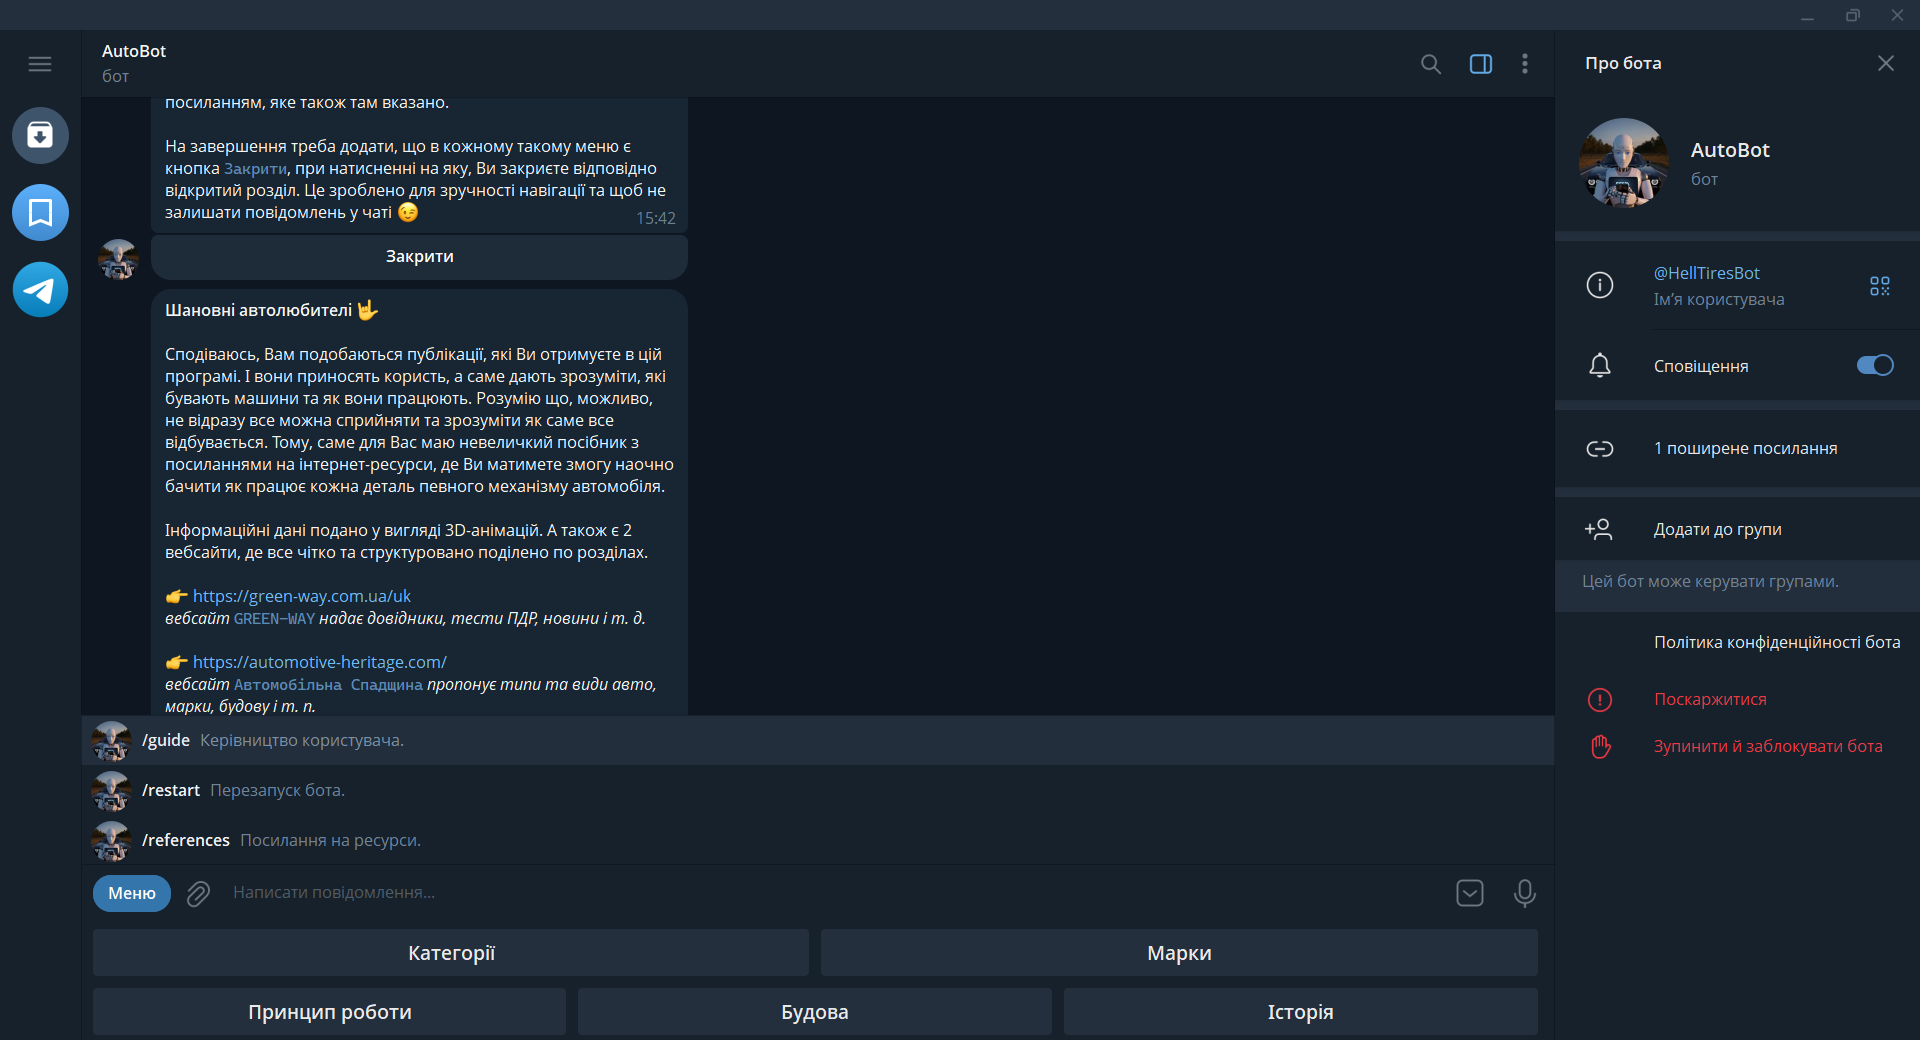 AutoBot
бот
посиланням, яке також там вказано.
На завершення треба додати, що в кожному такому меню є
кнопка Закрити, при натисненні на яку, Ви закриєте відповідно
відкритий розділ. Це зроблено для зручності навігації та щоб не
залишати повідомлень у чаті 😉
15:42
Закрити
Шановні автолюбителі 🤟
Сподіваюсь, Вам подобаються публікації, які Ви отримуєте в цій
програмі. І вони приносять користь, а саме дають зрозуміти, які
бувають машини та як вони працюють. Розумію що, можливо,
не відразу все можна сприйняти та зрозуміти як саме все
відбувається. Тому, саме для Вас маю невеличкий посібник з
посиланнями на інтернет-ресурси, де Ви матимете змогу наочно
бачити як працює кожна деталь певного механізму автомобіля.
Інформаційні дані подано у вигляді 3D-анімацій. А також є 2
вебсайти, де все чітко та структуровано поділено по розділах.
👉 https://green-way.com.ua/uk
вебсайт GREEN-WAY надає довідники, тести ПДР, новини і т. д.
👉 https://automotive-heritage.com/
вебсайт Автомобільна Спадщина пропонує типи та види авто,
марки, будову і т. п.
/guide Керівництво користувача.
/restart Перезапуск бота.
/references Посилання на ресурси.
Меню
Написати повідомлення...
Категорії
Марки
Принцип роботи
Будова
Історія
Про бота
AutoBot
бот
@HellTiresBot
Ім’я користувача
Сповіщення
1 поширене посилання
Додати до групи
Цей бот може керувати групами.
Політика конфіденційності бота
Поскаржитися
Зупинити й заблокувати бота